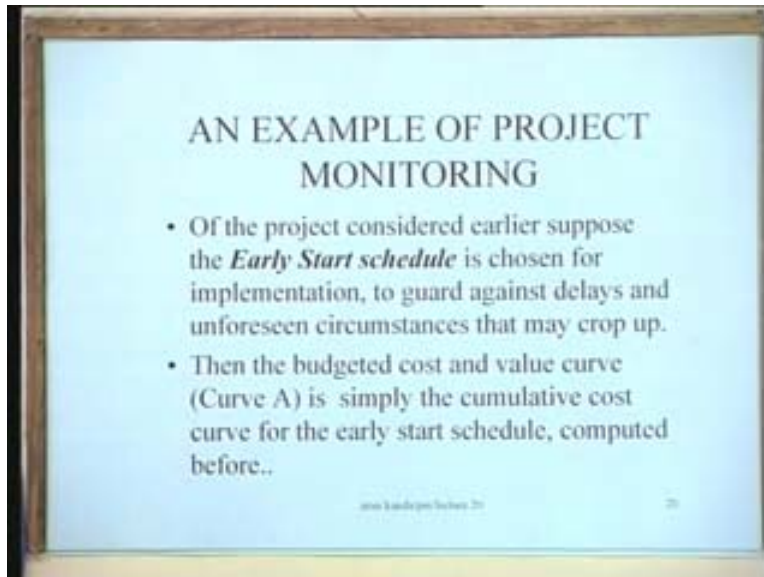 AN EXAMPLE OF PROJECT
MONITORING
• Of the project considered earlier suppose
the Early Start schedule is chosen for
implementation, to guard against delays and
unforeseen circumstances that may crop up.
• Then the budgeted cost and value curve
(Curve A) is simply the cumulative cost
curve for the early start schedule, computed
before..